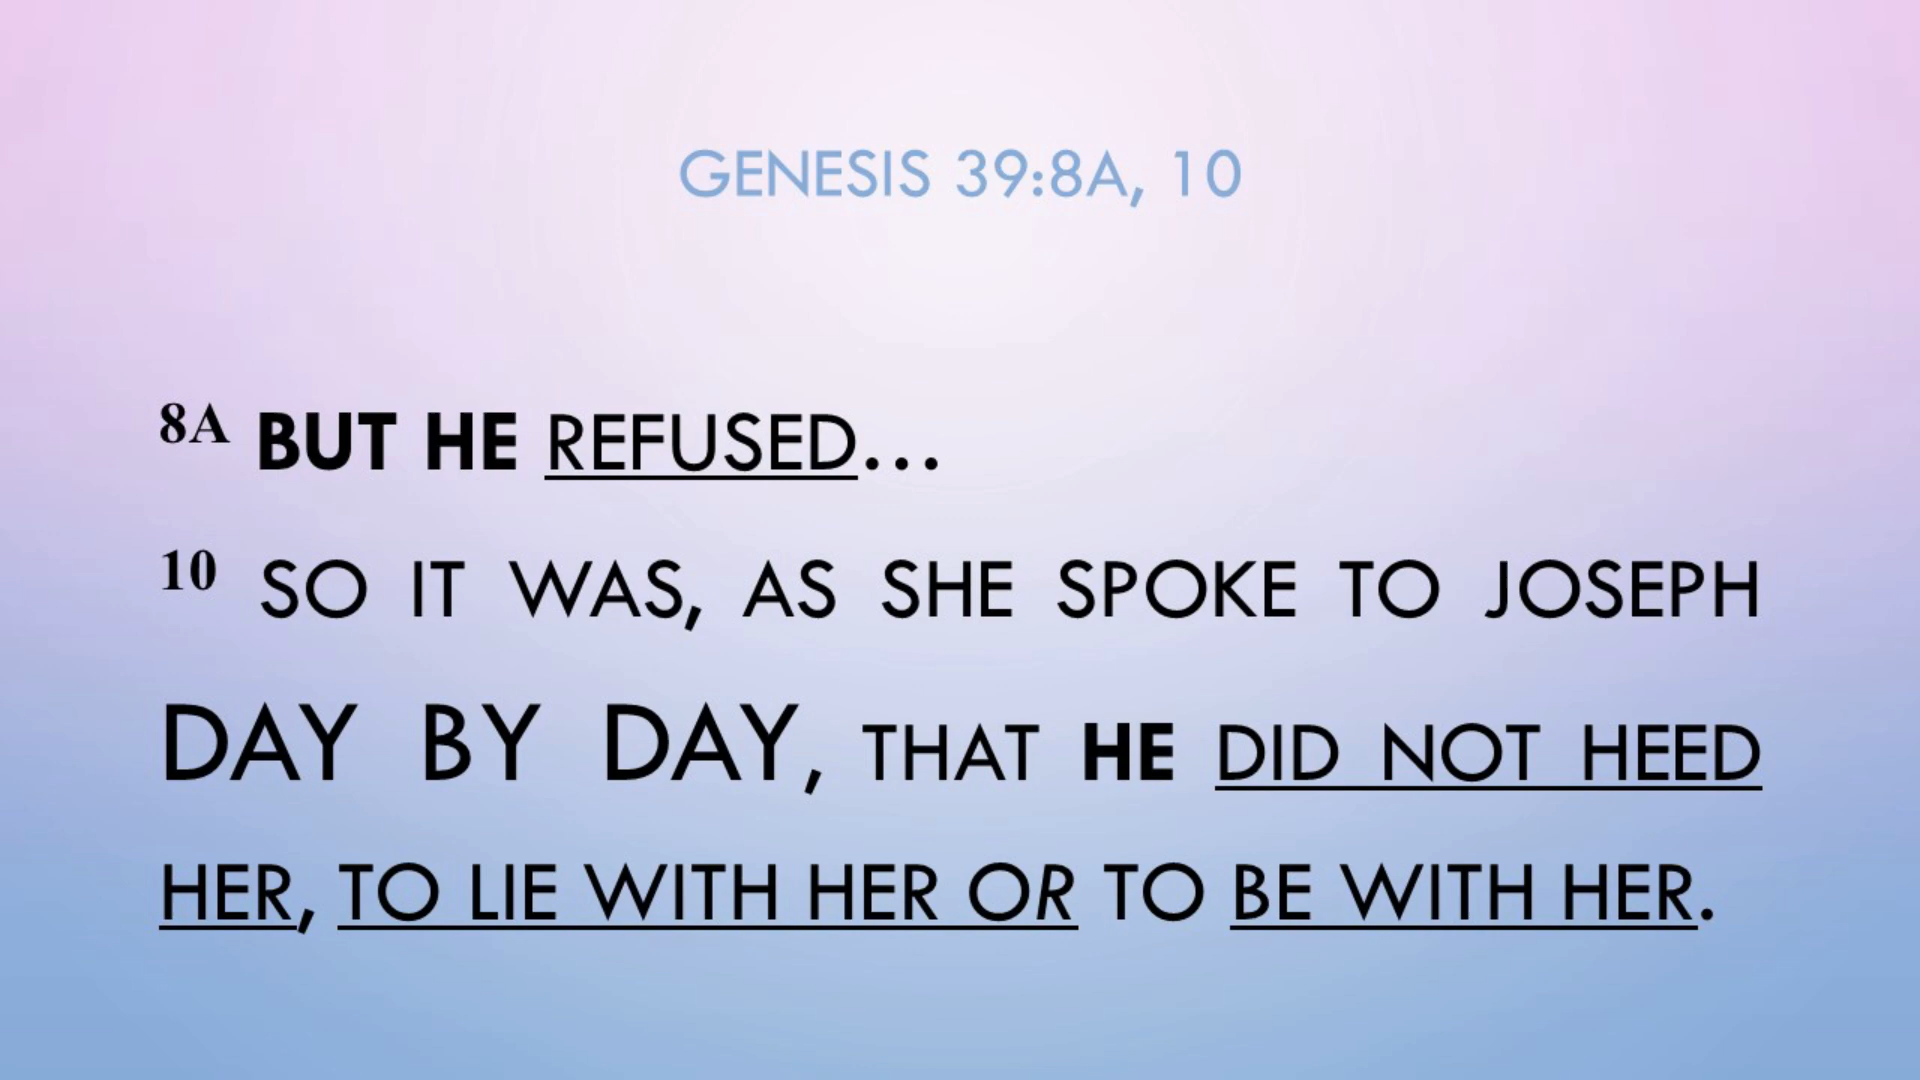 GENESIS 39:8A, 10
8A BUT HE REFUSED...
10 SO IT WAS, AS SHE SPOKE TO JOSEPH
DAY BY DAY, THAT HE DID NOT HEED
HER, TO LIE WITH HER OR TO BE WITH HER.